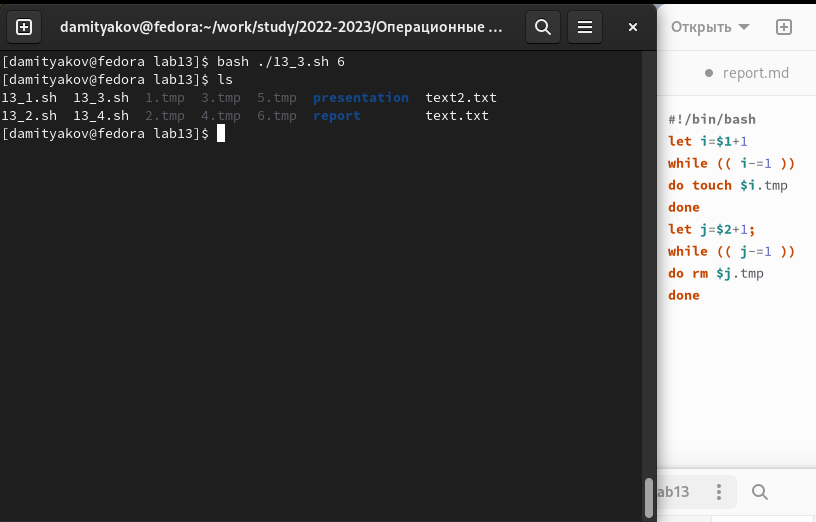 damityakov@fedora:~/work/study/2022-2023/Операционные ...
[damityakov@fedora lab13]$ bash ./13_3.sh 6
[damityakov@fedora lab13]$ ls
13_1.sh 13_3.sh 1.tmp 3.tmp 5.tmp presentation text2.txt
13_2.sh 13_4.sh 2.tmp 4.tmp 6.tmp report text.txt
[damityakov@fedora lab13]$
Открыть
report.md
#!/bin/bash
let i=$1+1
while (( i-=1 ))
do touch $i.tmp
done
let j=$2+1;
while (( j-=1 ))
do rm $j.tmp
done
ab13